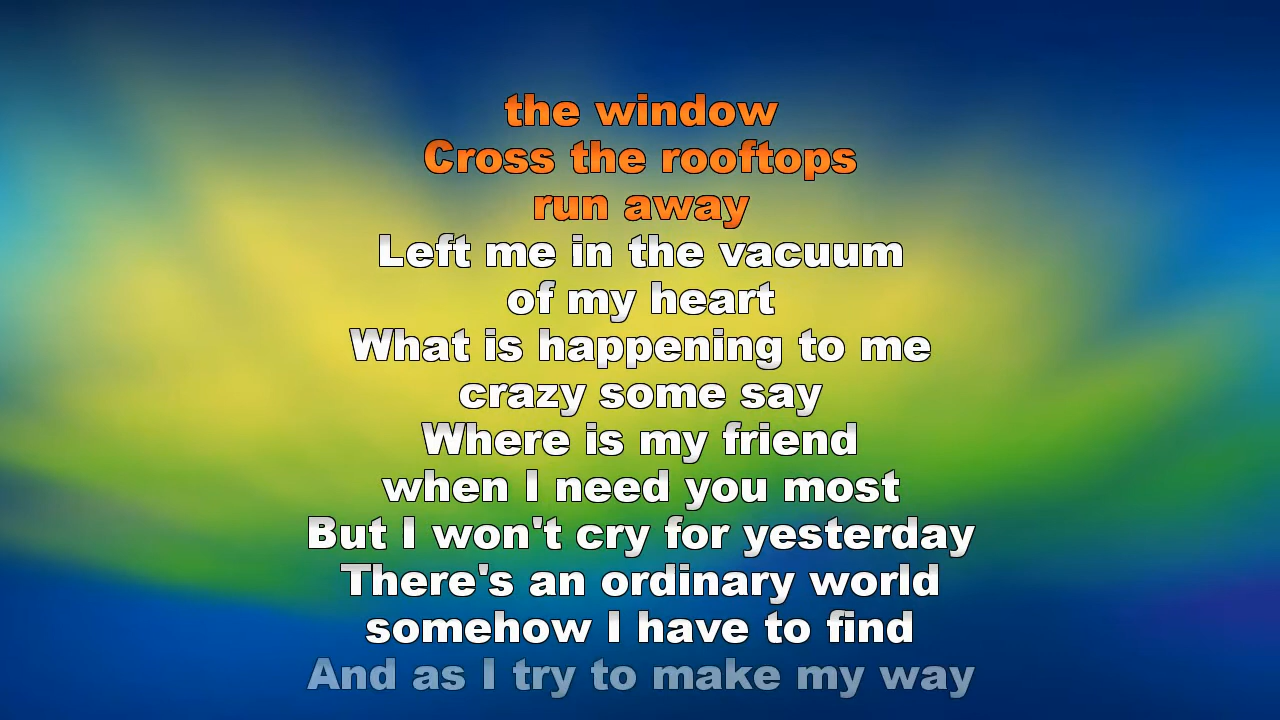 the window
Cross the rooftops
run away
Left me in the vacuum
of my heart
What is happening to me
crazy some say
Where is my friend
when I need you most
But I won't cry for yesterday
There's an ordinary world
somehow I have to find
And as I try to make my way